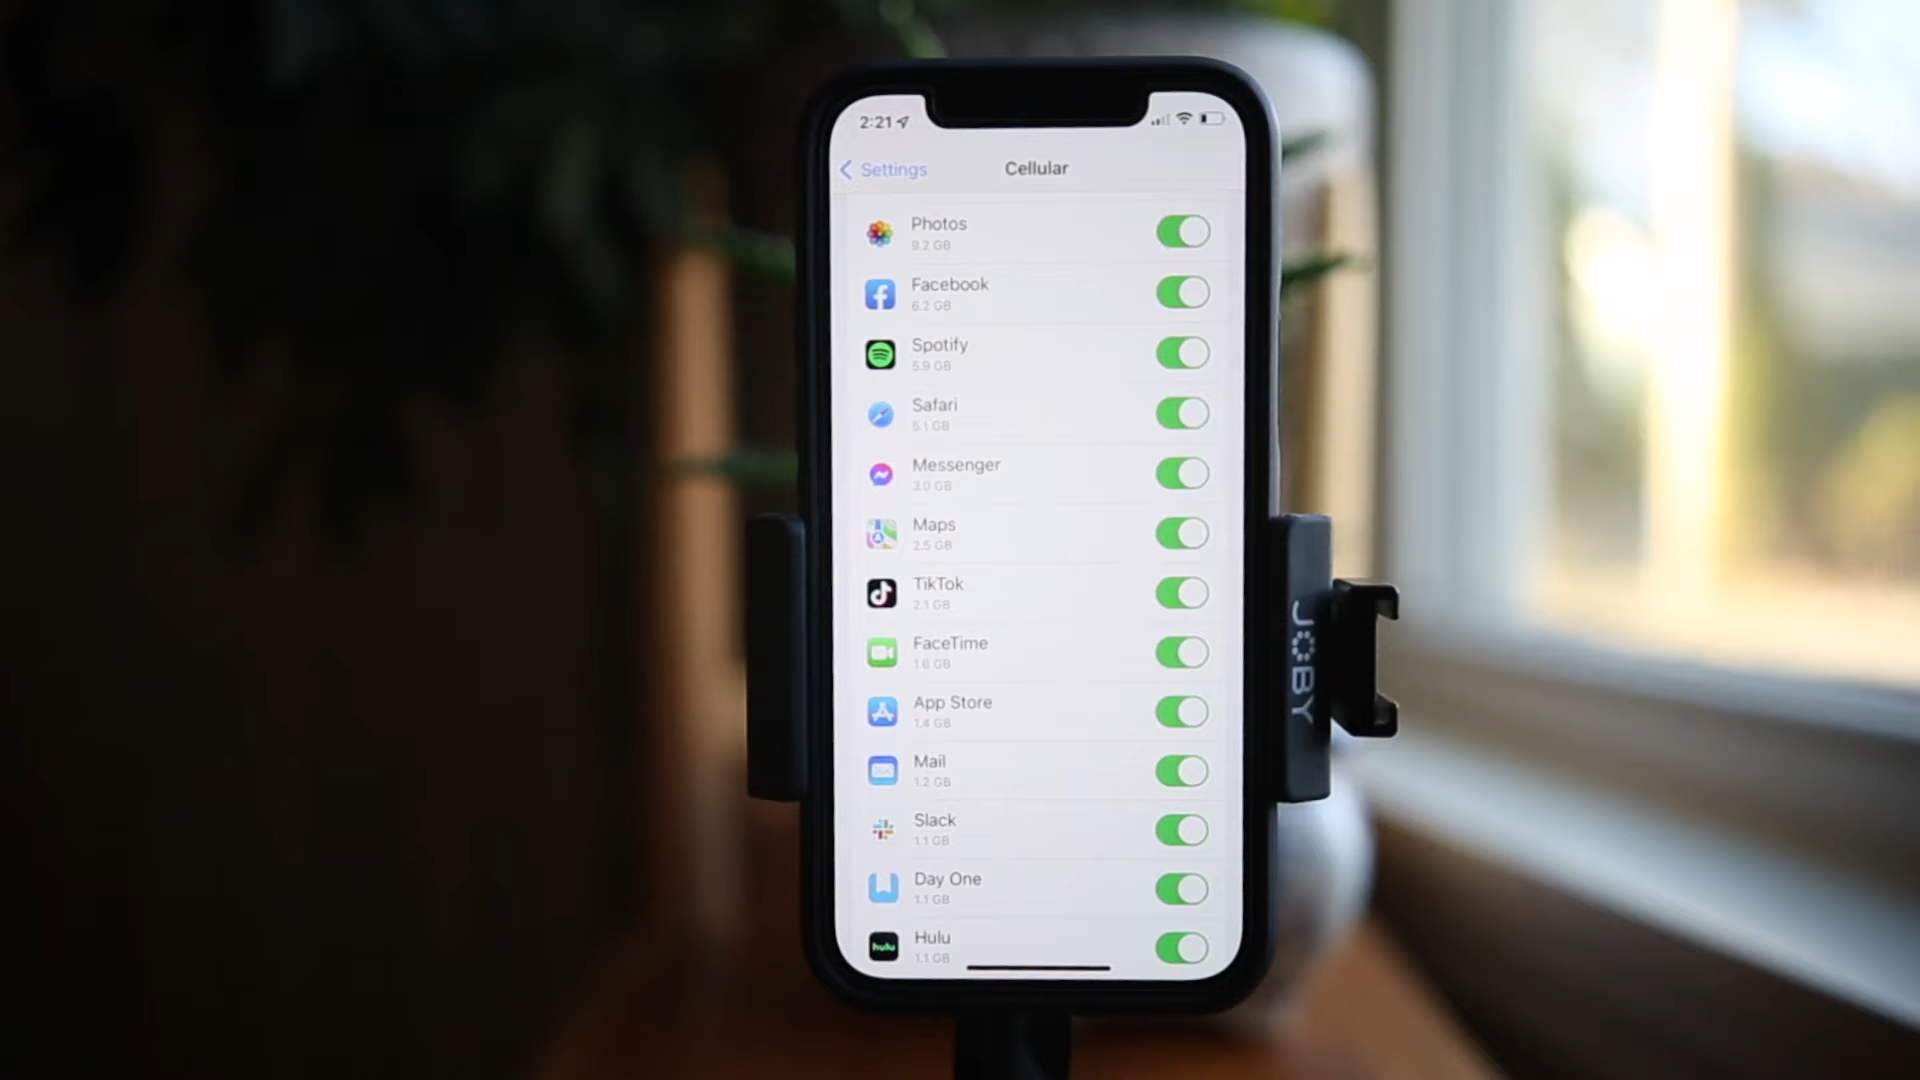 2:21
Settings
Cellular
Photos
9.2 GB
Facebook
6.2 GB
Spotify
5.9 GB
Safari
5.1 GB
Messenger
3.0 GB
Maps
2.5 GB
TikTok
2.1 GB
FaceTime
1.6 GB
App Store
1.4 GB
Mail
1.2 GB
Slack
1.1 GB
Day One
1.1 GB
hulu
Hulu
1.1 GB
JOBY